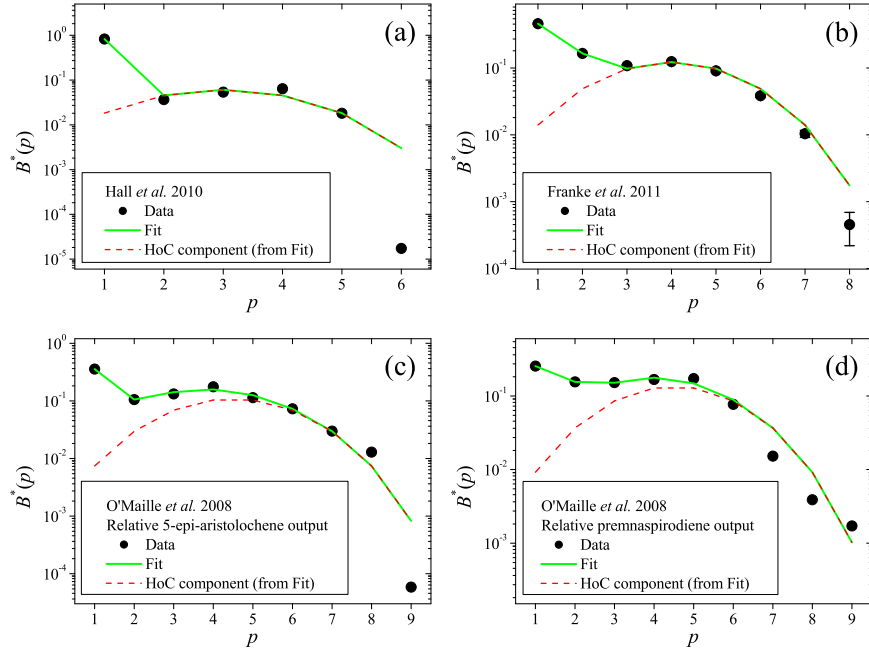 (a)
10^0
10^-1
10^-2
10^-3
10^-4
10^-5
B*(p)
Hall et al. 2010
Data
Fit
HoC component (from Fit)
1 2 3 4 5 6
p
(b)
10^-1
10^-2
10^-3
10^-4
B*(p)
Franke et al. 2011
Data
Fit
HoC component (from Fit)
1 2 3 4 5 6 7 8
p
(c)
10^0
10^-1
10^-2
10^-3
10^-4
B*(p)
O'Maille et al. 2008
Relative 5-epi-aristolochene output
Data
Fit
HoC component (from Fit)
1 2 3 4 5 6 7 8 9
p
(d)
10^-1
10^-2
10^-3
B*(p)
O'Maille et al. 2008
Relative premnaspirodiene output
Data
Fit
HoC component (from Fit)
1 2 3 4 5 6 7 8 9
p